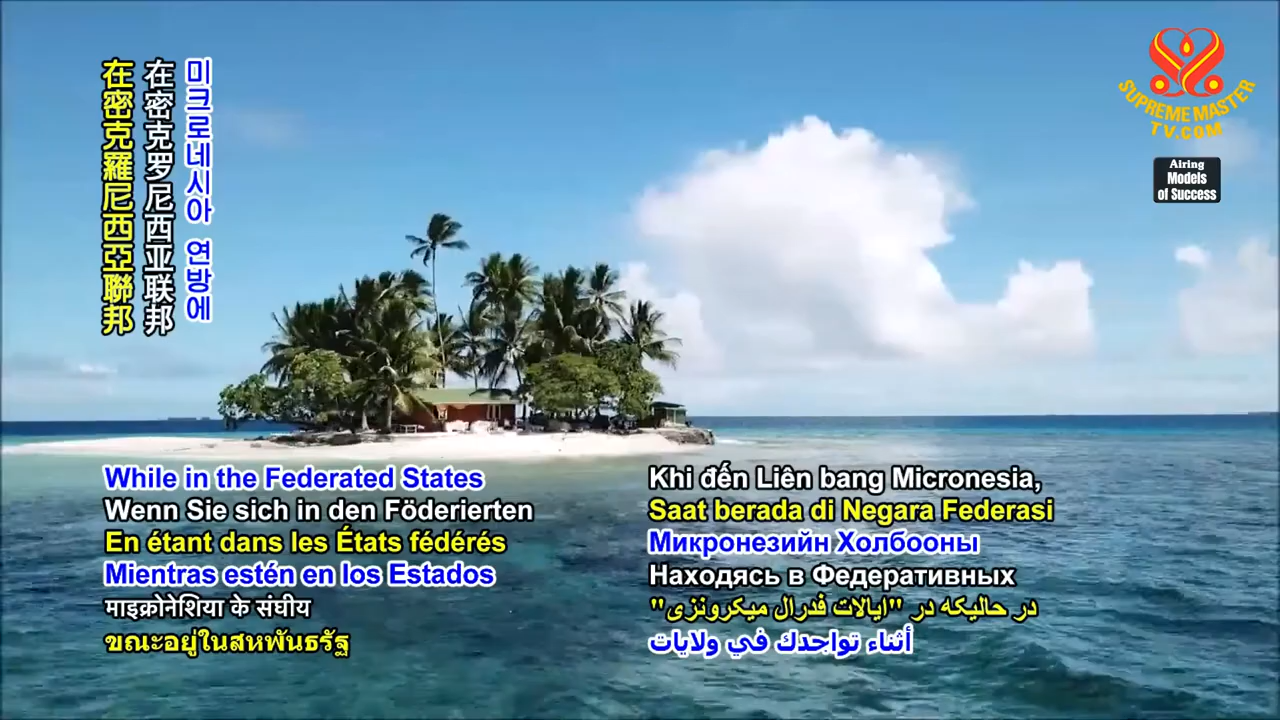 在密克羅尼西亞聯邦
在密克罗尼西亚联邦
미크로네시아 연방에
SUPREME MASTER
TV.COM
Airing
Models
of Success
While in the Federated States
Wenn Sie sich in den Föderierten
En étant dans les États fédérés
Mientras estén en los Estados
माइक्रोनेशिया के संघीय
ขณะอยู่ในสหพันธรัฐ
Khi đến Liên bang Micronesia,
Saat berada di Negara Federasi
Микронезийн Холбооны
Находясь в Федеративных
در حالیکه در "ایالات فدرال میکرونزی"
أثناء تواجدك في ولايات